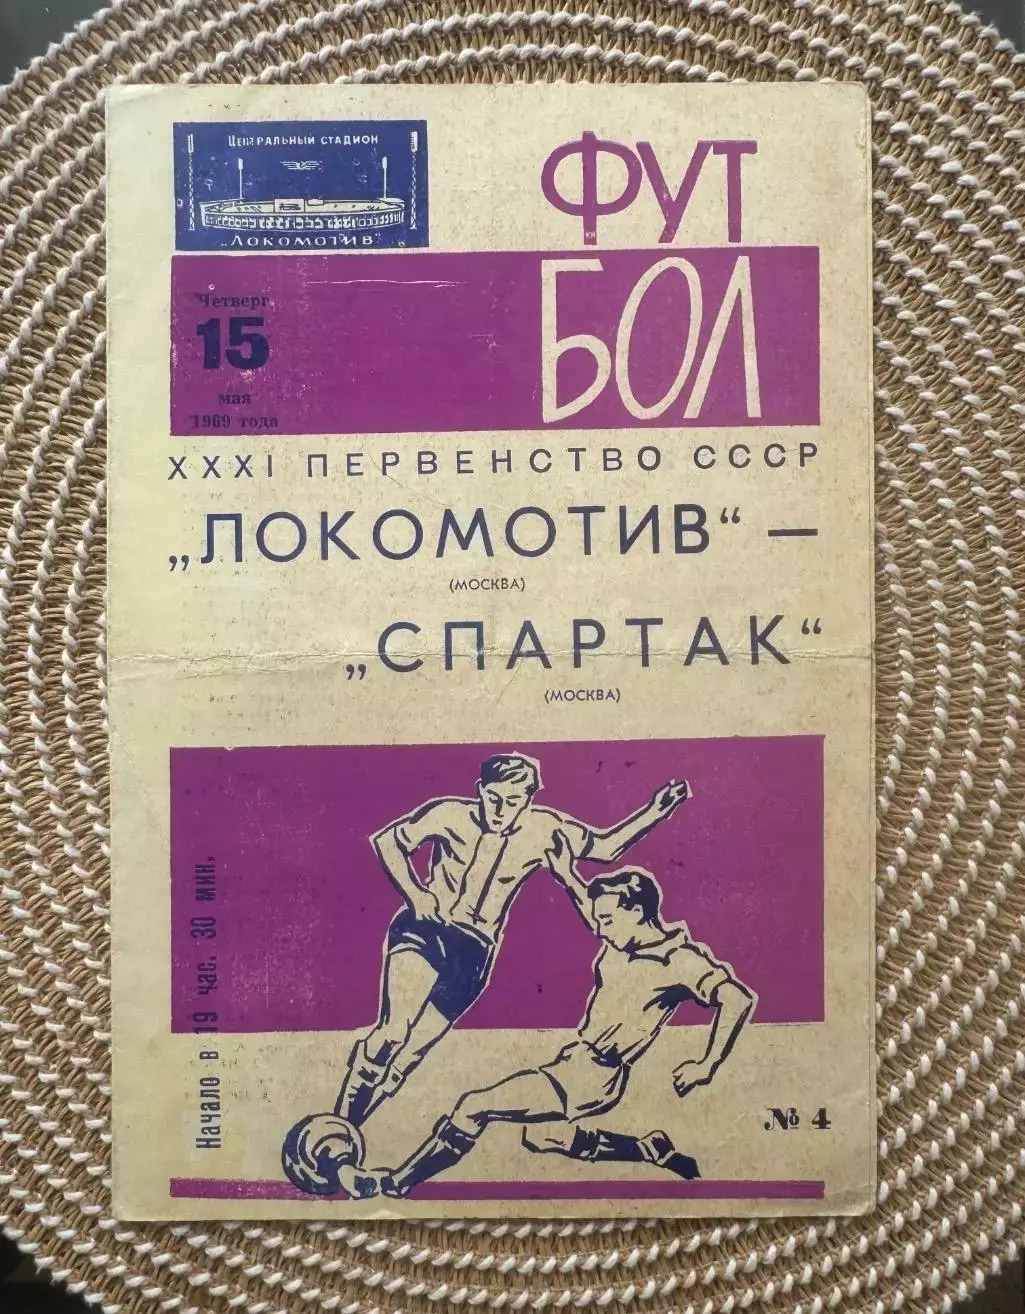 Центральный стадион
„Локомотив"
ФУТ
БОЛ
Четверг
15
мая
1969 года
XXXI ПЕРВЕНСТВО СССР
„ЛОКОМОТИВ“ —
(МОСКВА)
„СПАРТАК“
(МОСКВА)
Начало в 19 час. 30 мин.
№ 4